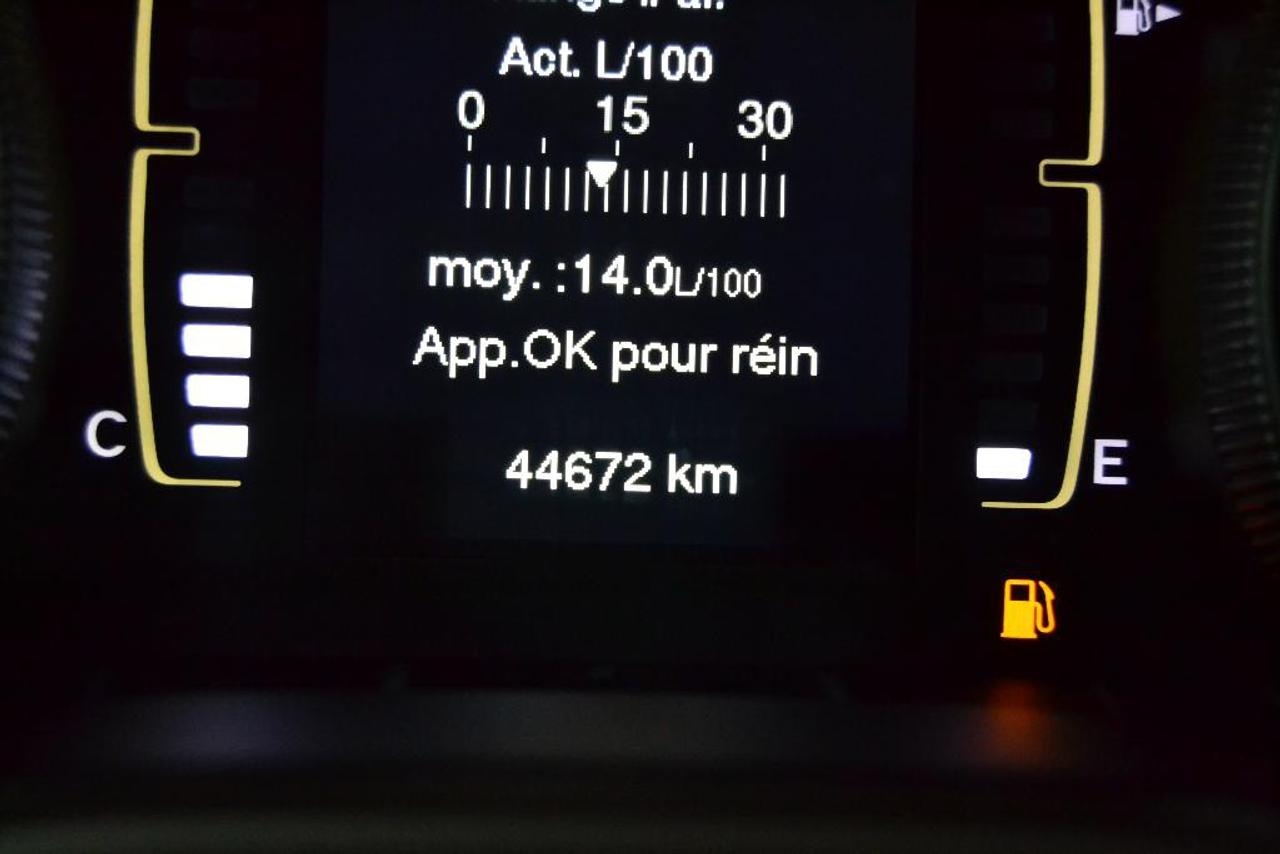 Act. L/100
0 15 30
moy. :14.0L/100
App.OK pour réin
C
44672 km
E